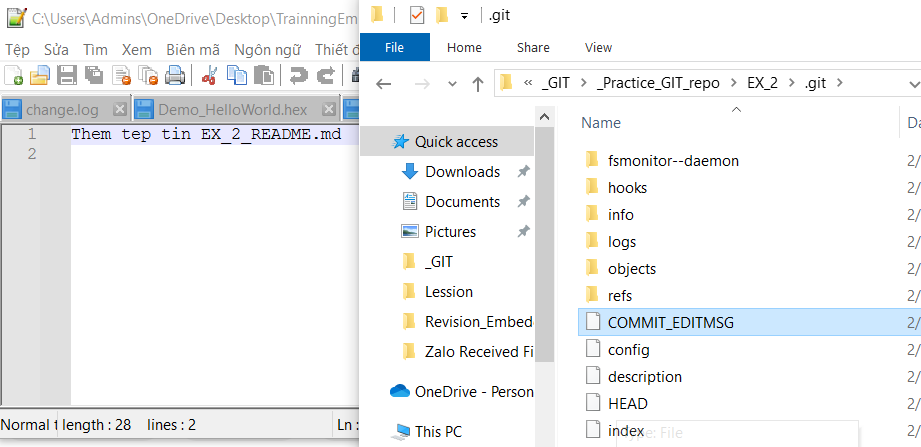 C:\Users\Admins\OneDrive\Desktop\TrainningEm
Tệp Sửa Tìm Xem Biên mã Ngôn ngữ Thiết đ
change.log Demo_HelloWorld.hex
1 Them tep tin EX_2_README.md
2
Normal t length : 28 lines : 2 Ln :
.git
File Home Share View
« _GIT > _Practice_GIT_repo > EX_2 > .git >
Quick access
Downloads
Documents
Pictures
_GIT
Lession
Revision_Embed
Zalo Received Fi
OneDrive - Person
This PC
Name Da
fsmonitor--daemon 2/
hooks 2/
info 2/
logs 2/
objects 2/
refs 2/
COMMIT_EDITMSG 2/
config 2/
description 2/
HEAD 2/
index 2/
Type: File